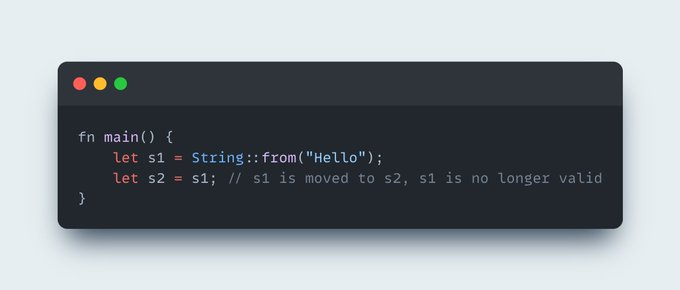 fn main() {
    let s1 = String::from("Hello");
    let s2 = s1; // s1 is moved to s2, s1 is no longer valid
}